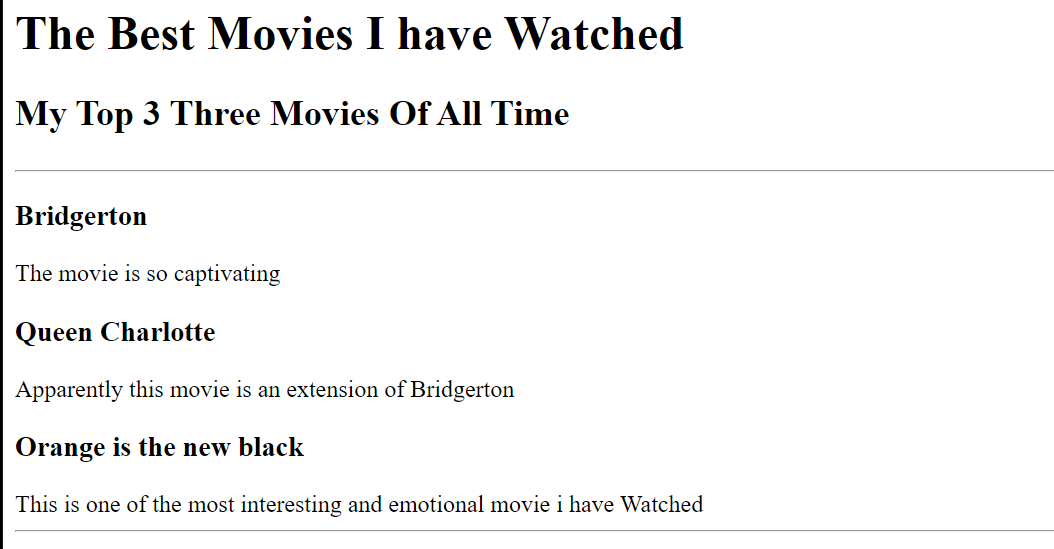 The Best Movies I have Watched
My Top 3 Three Movies Of All Time
Bridgerton
The movie is so captivating
Queen Charlotte
Apparently this movie is an extension of Bridgerton
Orange is the new black
This is one of the most interesting and emotional movie i have Watched